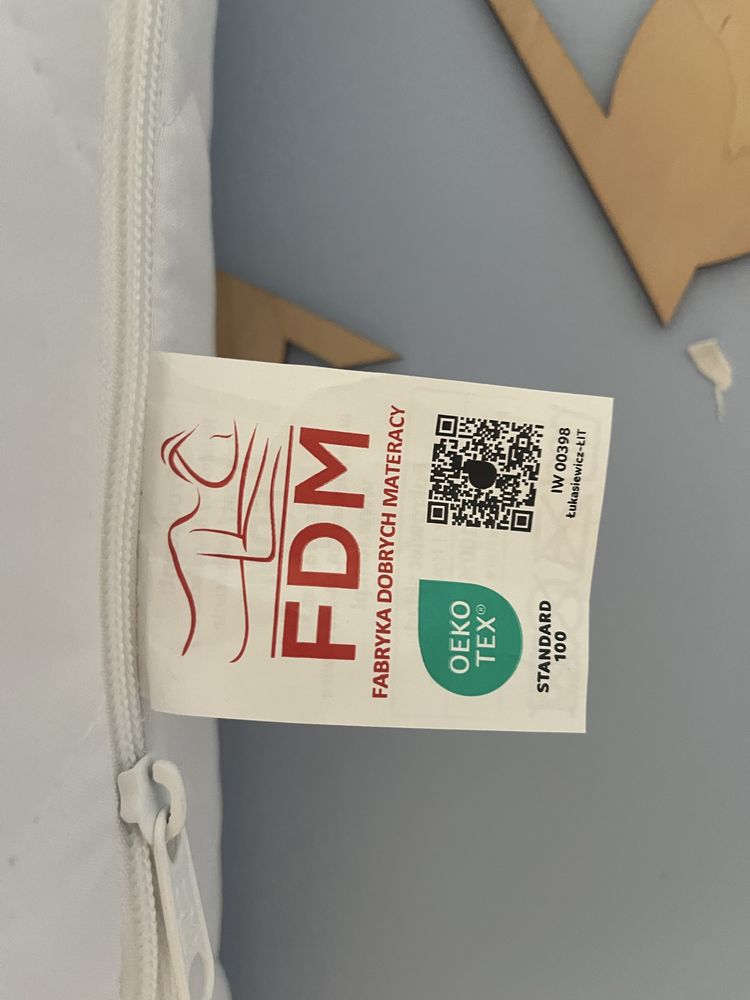 FDM
FABRYKA DOBRYCH MATERACY
OEKO
TEX®
STANDARD
100
IW 00398
Łukasiewicz-ŁIT